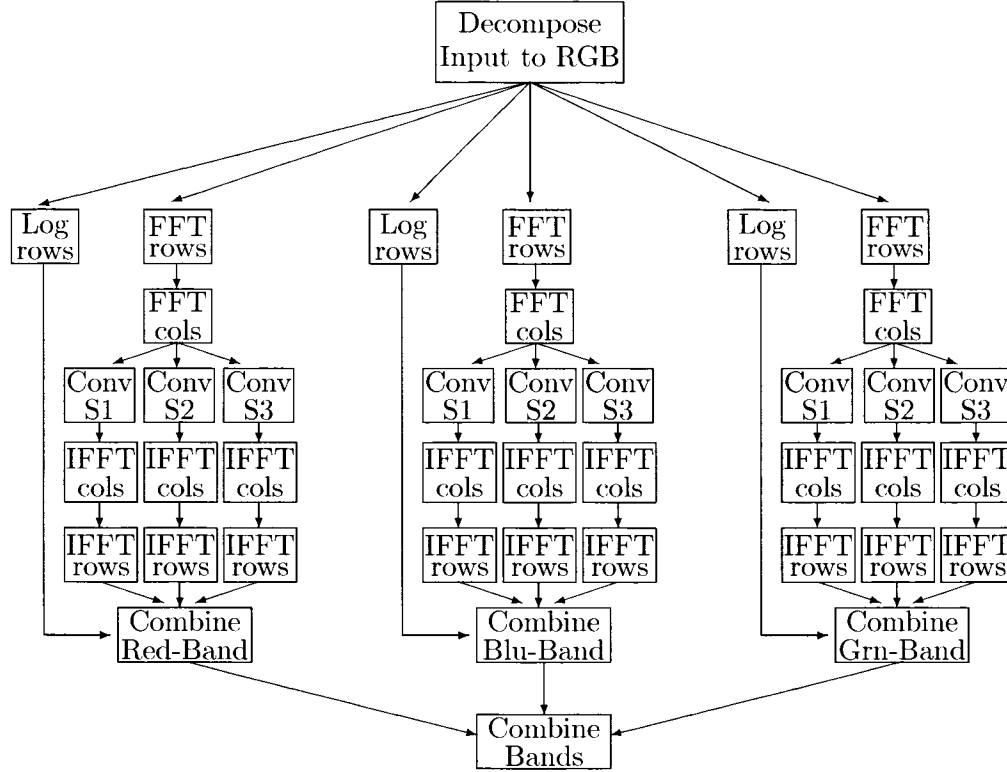 Decompose
Input to RGB
Log
rows
FFT
rows
Log
rows
FFT
rows
Log
rows
FFT
rows
FFT
cols
FFT
cols
FFT
cols
Conv
S1
Conv
S2
Conv
S3
Conv
S1
Conv
S2
Conv
S3
Conv
S1
Conv
S2
Conv
S3
IFFT
cols
IFFT
cols
IFFT
cols
IFFT
cols
IFFT
cols
IFFT
cols
IFFT
cols
IFFT
cols
IFFT
cols
IFFT
rows
IFFT
rows
IFFT
rows
IFFT
rows
IFFT
rows
IFFT
rows
IFFT
rows
IFFT
rows
IFFT
rows
Combine
Red-Band
Combine
Blu-Band
Combine
Grn-Band
Combine
Bands